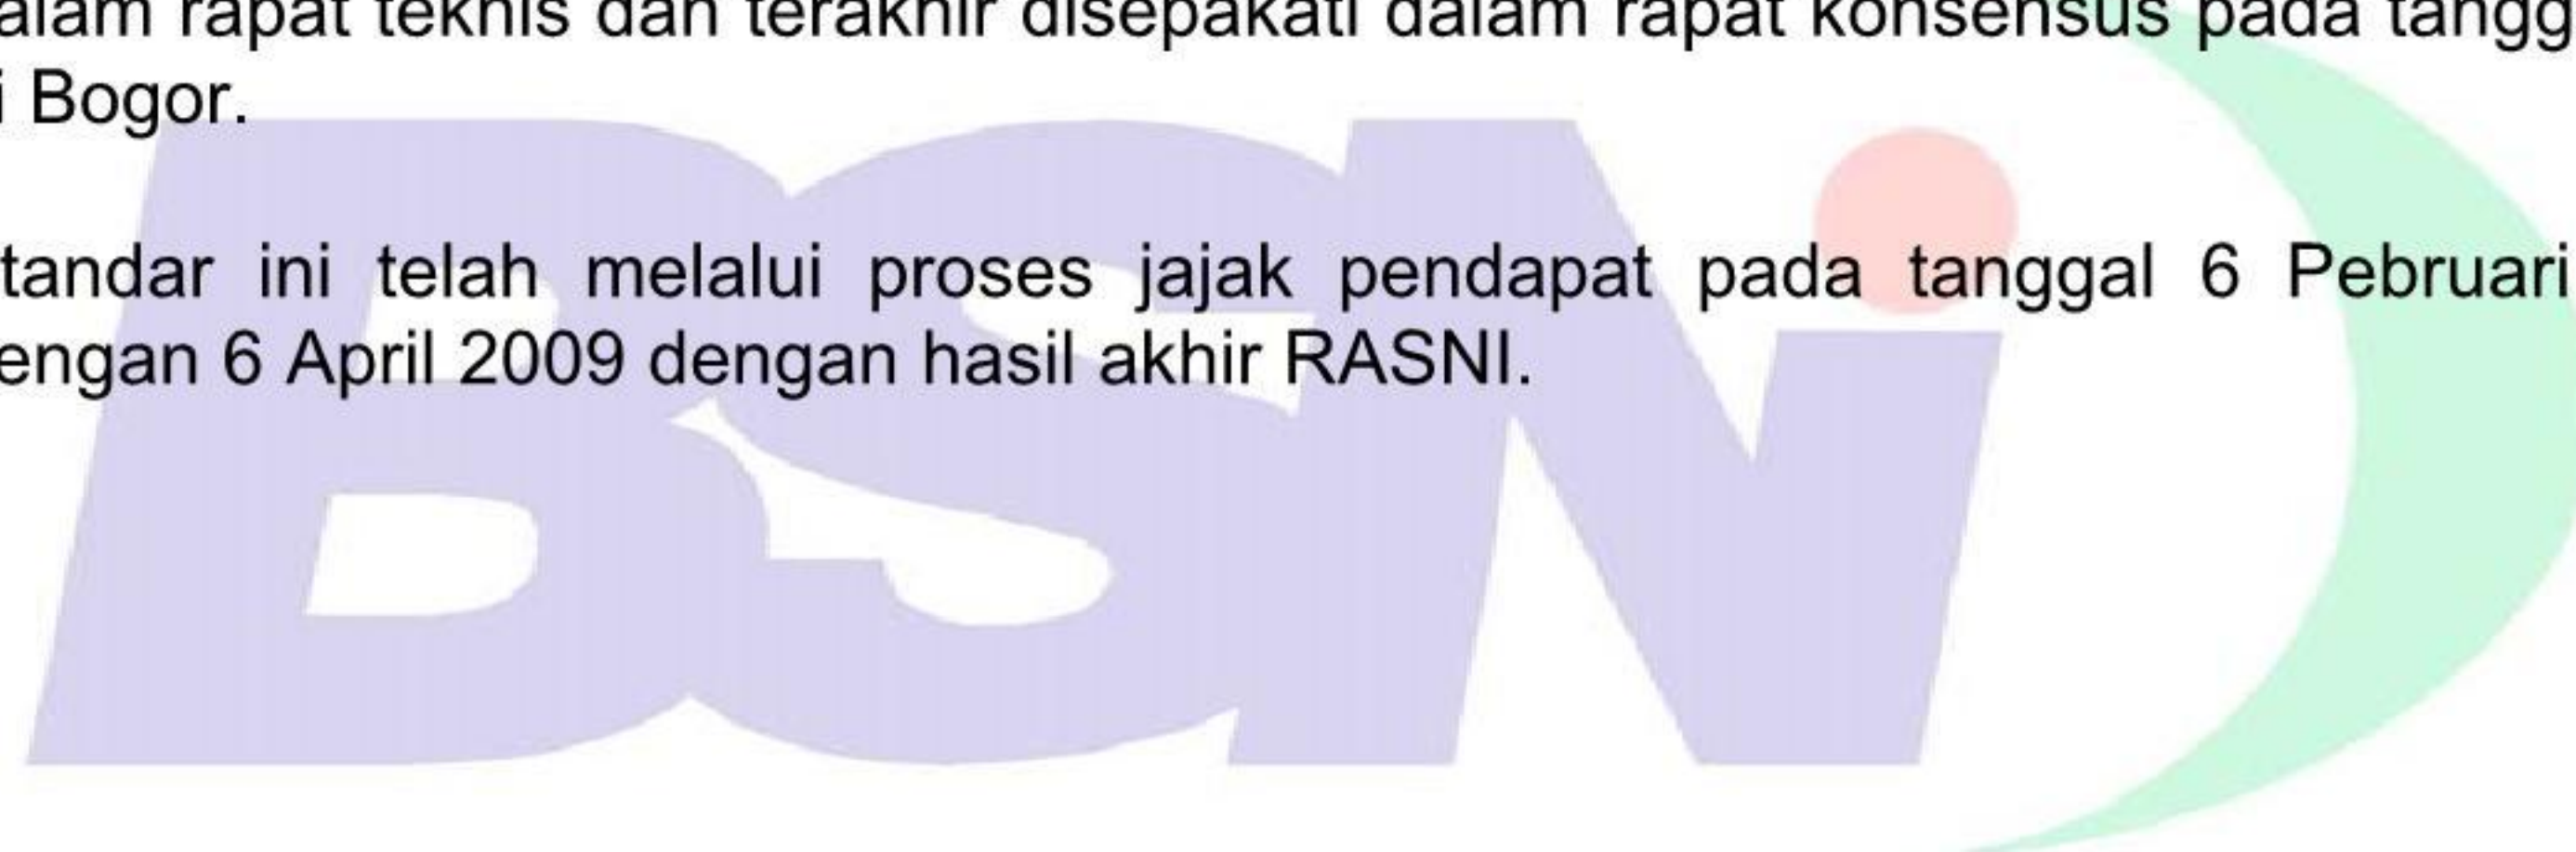 alam rapat teknis dan terakhir disepakati dalam rapat konsensus pada tangg
i Bogor.
tandar ini telah melalui proses jajak pendapat pada tanggal 6 Pebruari
engan 6 April 2009 dengan hasil akhir RASNI.
BSN